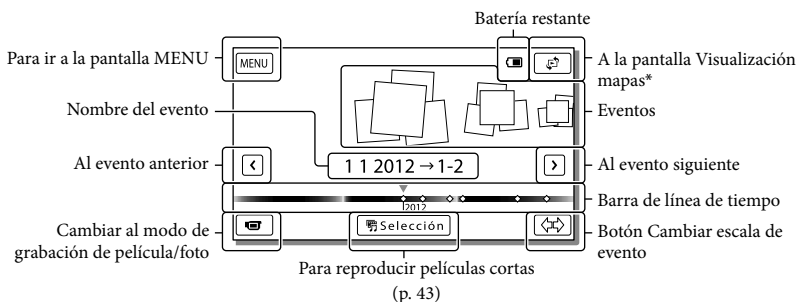 Batería restante
Para ir a la pantalla MENU
MENU
A la pantalla Visualización
mapas*
Nombre del evento
Eventos
Al evento anterior
1 1 2012 →1-2
Al evento siguiente
Barra de línea de tiempo
2012
Cambiar al modo de
grabación de película/foto
Selección
Botón Cambiar escala de
evento
Para reproducir películas cortas
(p. 43)